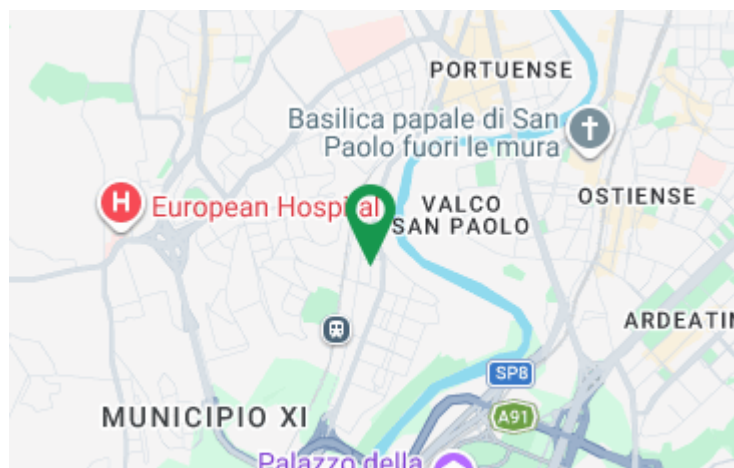 PORTUENSE
Basilica papale di San
Paolo fuori le mura
OSTIENSE
H
European Hospital
VALCO
SAN PAOLO
ARDEATIN
SP8
MUNICIPIO XI
A91
Palazzo della